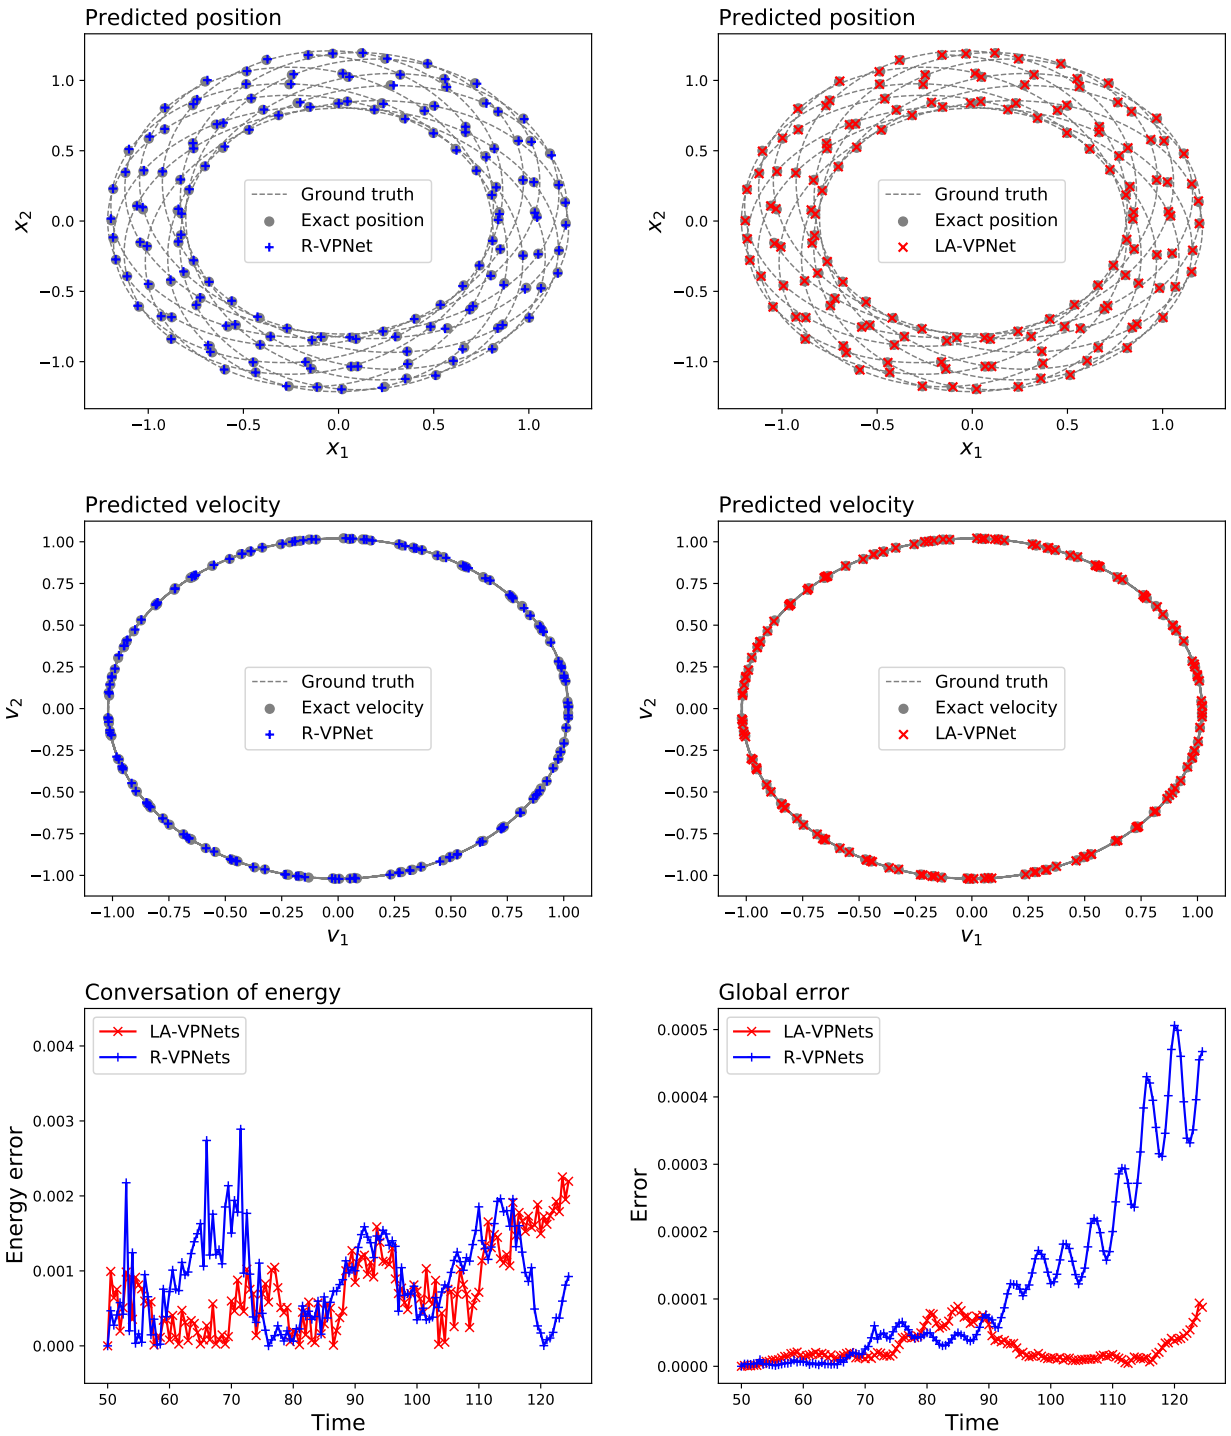 Predicted position
Predicted position
1.0
0.5
0.0
−0.5
−1.0
x2
Ground truth
Exact position
R-VPNet
−1.0 −0.5 0.0 0.5 1.0
x1
1.0
0.5
0.0
−0.5
−1.0
x2
Ground truth
Exact position
LA-VPNet
−1.0 −0.5 0.0 0.5 1.0
x1
Predicted velocity
Predicted velocity
1.00
0.75
0.50
0.25
0.00
−0.25
−0.50
−0.75
−1.00
v2
Ground truth
Exact velocity
R-VPNet
−1.00 −0.75 −0.50 −0.25 0.00 0.25 0.50 0.75 1.00
v1
1.00
0.75
0.50
0.25
0.00
−0.25
−0.50
−0.75
−1.00
v2
Ground truth
Exact velocity
LA-VPNet
−1.00 −0.75 −0.50 −0.25 0.00 0.25 0.50 0.75 1.00
v1
Conversation of energy
Global error
LA-VPNets
R-VPNets
0.004
0.003
0.002
0.001
0.000
Energy error
50 60 70 80 90 100 110 120
Time
LA-VPNets
R-VPNets
0.0005
0.0004
0.0003
0.0002
0.0001
0.0000
Error
50 60 70 80 90 100 110 120
Time